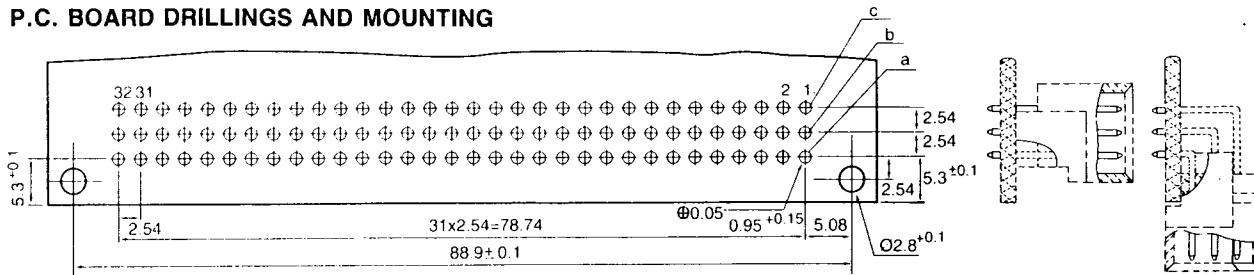 P.C. BOARD DRILLINGS AND MOUNTING
c
b
a
32 31
2 1
2.54
2.54
5.3 +0.1
5.3 ±0.1
2.54
2.54
⌖0.05
0.95 +0.15
5.08
31x2.54=78.74
Ø2.8 +0.1
88.9±0.1